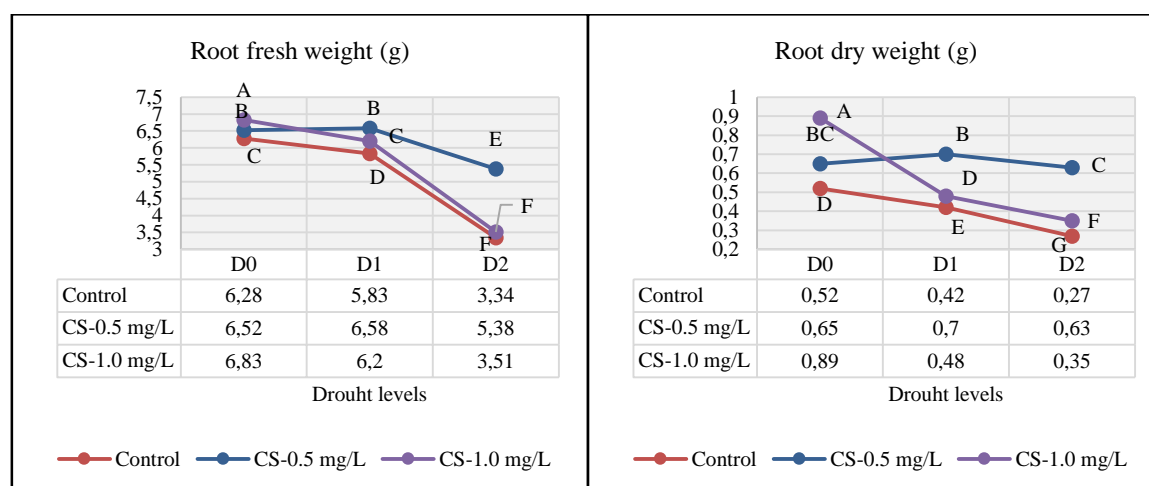 Root fresh weight (g)
7,5
7
6,5
6
5,5
5
4,5
4
3,5
3
A
B
C
B
C
D
E
F
F
D0 D1 D2
Control 6,28 5,83 3,34
CS-0.5 mg/L 6,52 6,58 5,38
CS-1.0 mg/L 6,83 6,2 3,51
Drouht levels
Control CS-0.5 mg/L CS-1.0 mg/L
Root dry weight (g)
1
0,9
0,8
0,7
0,6
0,5
0,4
0,3
0,2
A
BC
D
B
D
E
C
F
G
D0 D1 D2
Control 0,52 0,42 0,27
CS-0.5 mg/L 0,65 0,7 0,63
CS-1.0 mg/L 0,89 0,48 0,35
Drouht levels
Control CS-0.5 mg/L CS-1.0 mg/L